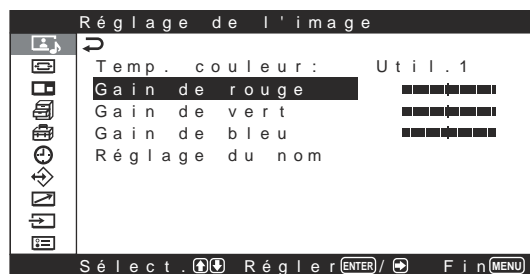 Réglage de l'image
Temp. couleur: Util.1
Gain de rouge
Gain de vert
Gain de bleu
Réglage du nom
Sélect. Régler ENTER / Fin MENU